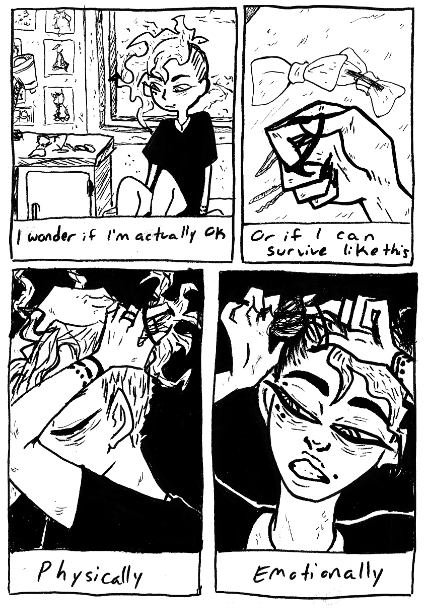 I wonder if I'm actually OK
Or if I can
survive like this
Physically
Emotionally